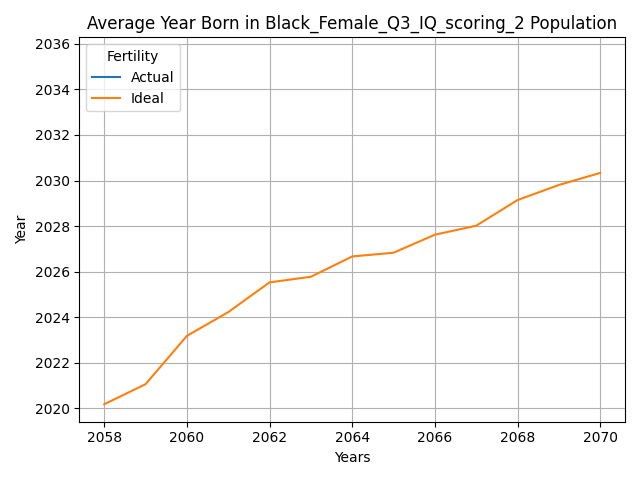 Average Year Born in Black_Female_Q3_IQ_scoring_2 Population
2036
2034
2032
2030
2028
2026
2024
2022
2020
Year
Fertility
Actual
Ideal
2058 2060 2062 2064 2066 2068 2070
Years